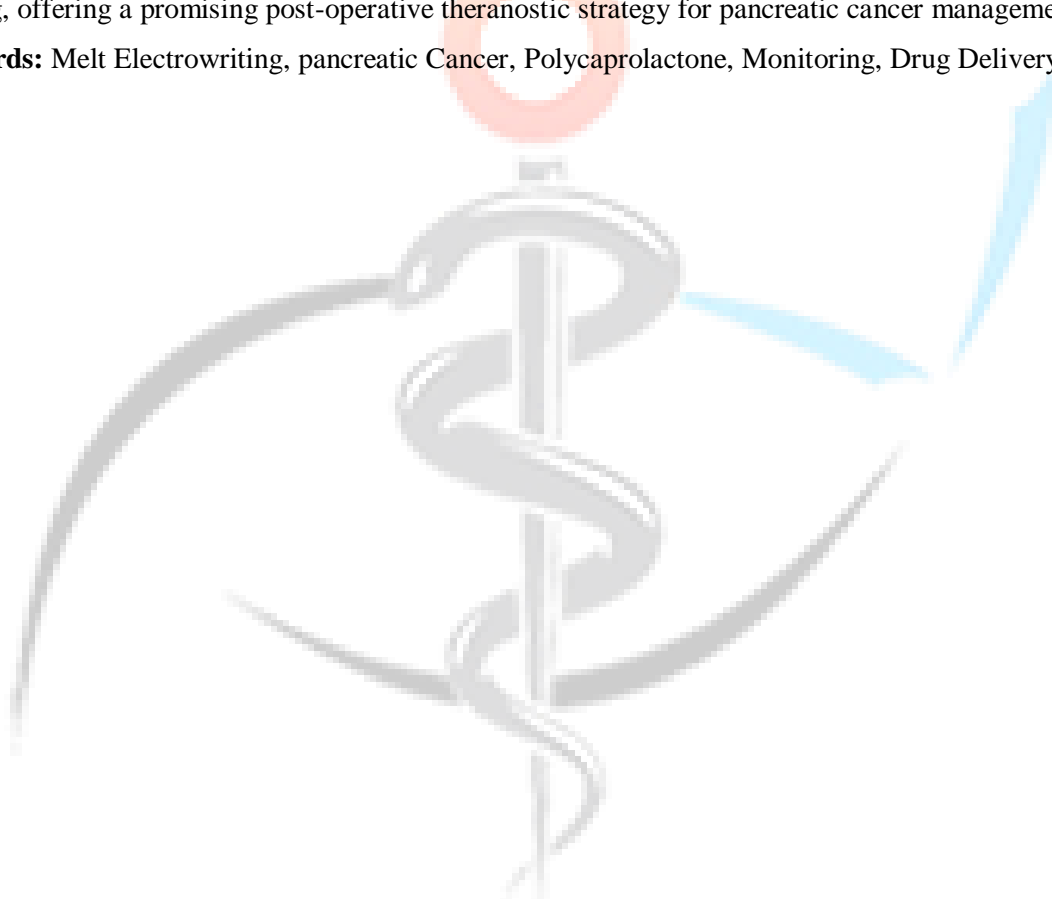 , offering a promising post-operative theranostic strategy for pancreatic cancer manageme
rds: Melt Electrowriting, pancreatic Cancer, Polycaprolactone, Monitoring, Drug Delivery